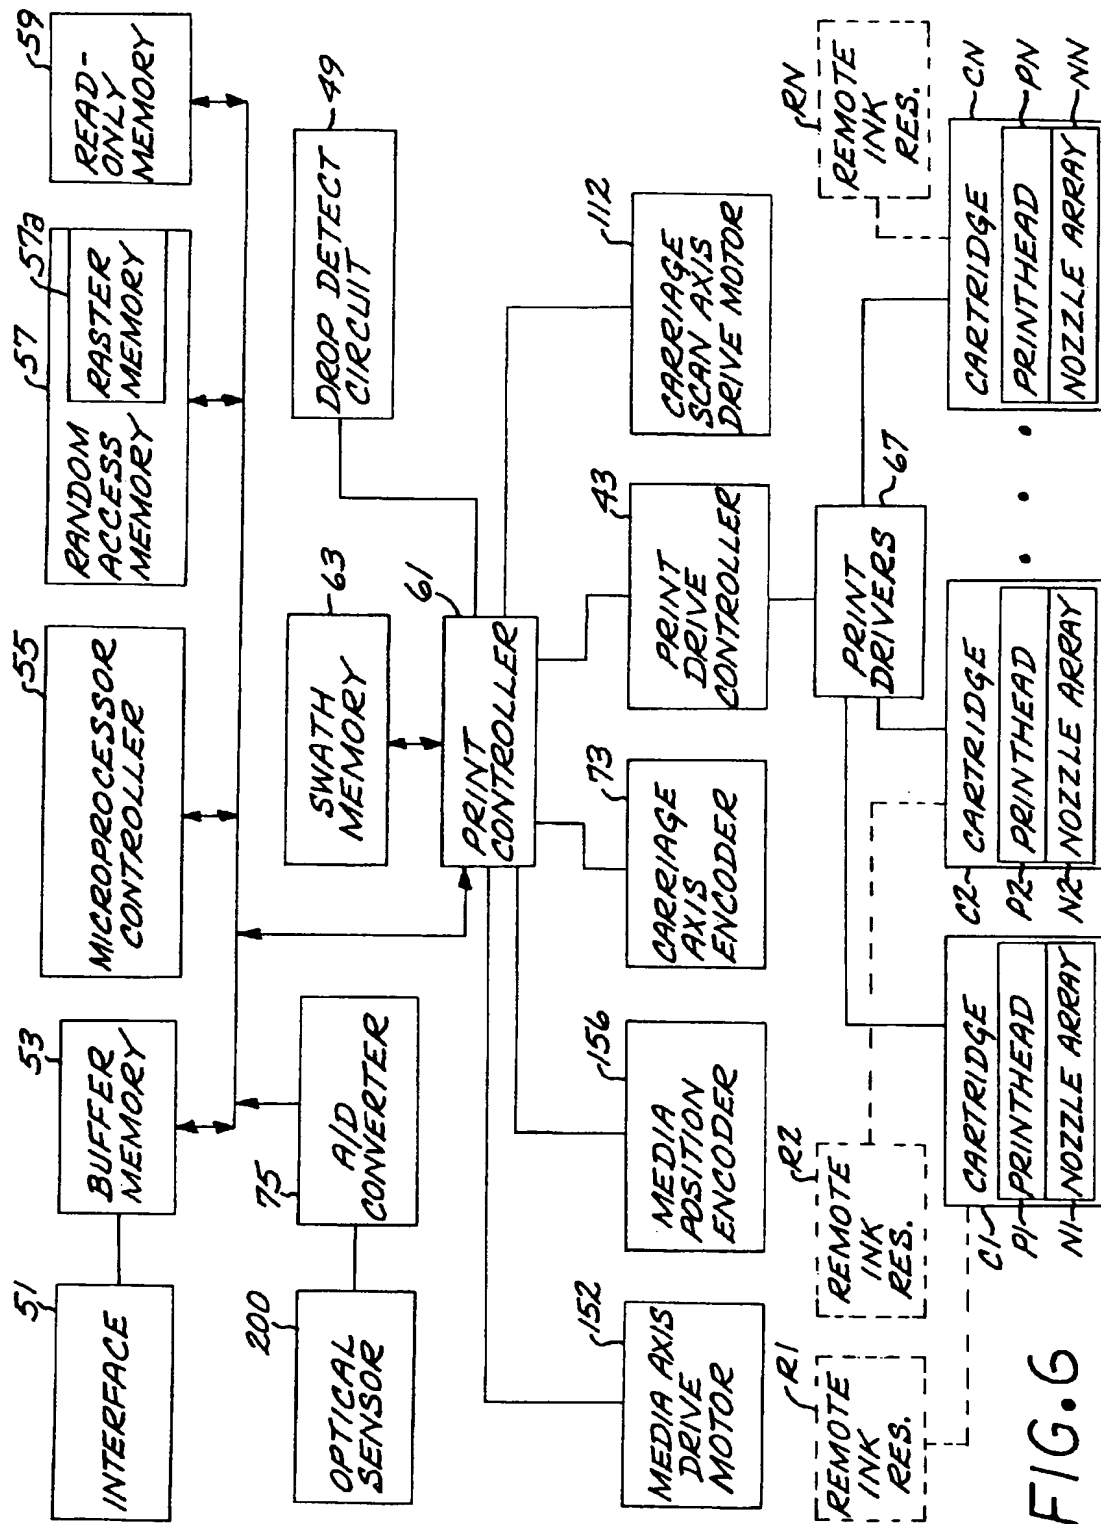 51
INTERFACE
53
BUFFER
MEMORY
55
MICROPROCESSOR
CONTROLLER
57
RANDOM
ACCESS
MEMORY
57a
RASTER
MEMORY
59
READ-
ONLY
MEMORY
200
OPTICAL
SENSOR
75
A/D
CONVERTER
63
SWATH
MEMORY
49
DROP DETECT
CIRCUIT
61
PRINT
CONTROLLER
152
MEDIA AXIS
DRIVE
MOTOR
156
MEDIA
POSITION
ENCODER
73
CARRIAGE
AXIS
ENCODER
43
PRINT
DRIVE
CONTROLLER
112
CARRIAGE
SCAN AXIS
DRIVE MOTOR
R1
REMOTE
INK
RES.
R2
REMOTE
INK
RES.
PRINT
DRIVERS
67
RN
REMOTE
INK
RES.
C1
CARTRIDGE
P1
PRINTHEAD
N1
NOZZLE ARRAY
C2
CARTRIDGE
P2
PRINTHEAD
N2
NOZZLE ARRAY
• • •
CARTRIDGE
CN
PRINTHEAD
PN
NOZZLE ARRAY
NN
FIG.6